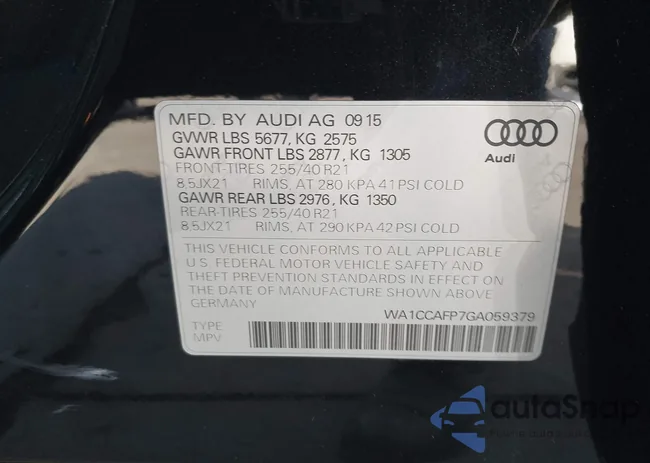 MFD. BY AUDI AG 09 15
GVWR LBS 5677, KG 2575
GAWR FRONT LBS 2877, KG 1305
FRONT-TIRES 255/40 R21
8.5JX21 RIMS, AT 280 KPA 41 PSI COLD
GAWR REAR LBS 2976, KG 1350
REAR-TIRES 255/40 R21
8.5JX21 RIMS, AT 290 KPA 42 PSI COLD
Audi
THIS VEHICLE CONFORMS TO ALL APPLICABLE
U.S. FEDERAL MOTOR VEHICLE SAFETY AND
THEFT PREVENTION STANDARDS IN EFFECT ON
THE DATE OF MANUFACTURE SHOWN ABOVE
GERMANY
WA1CCAFP7GA059379
TYPE
MPV
autoSnap